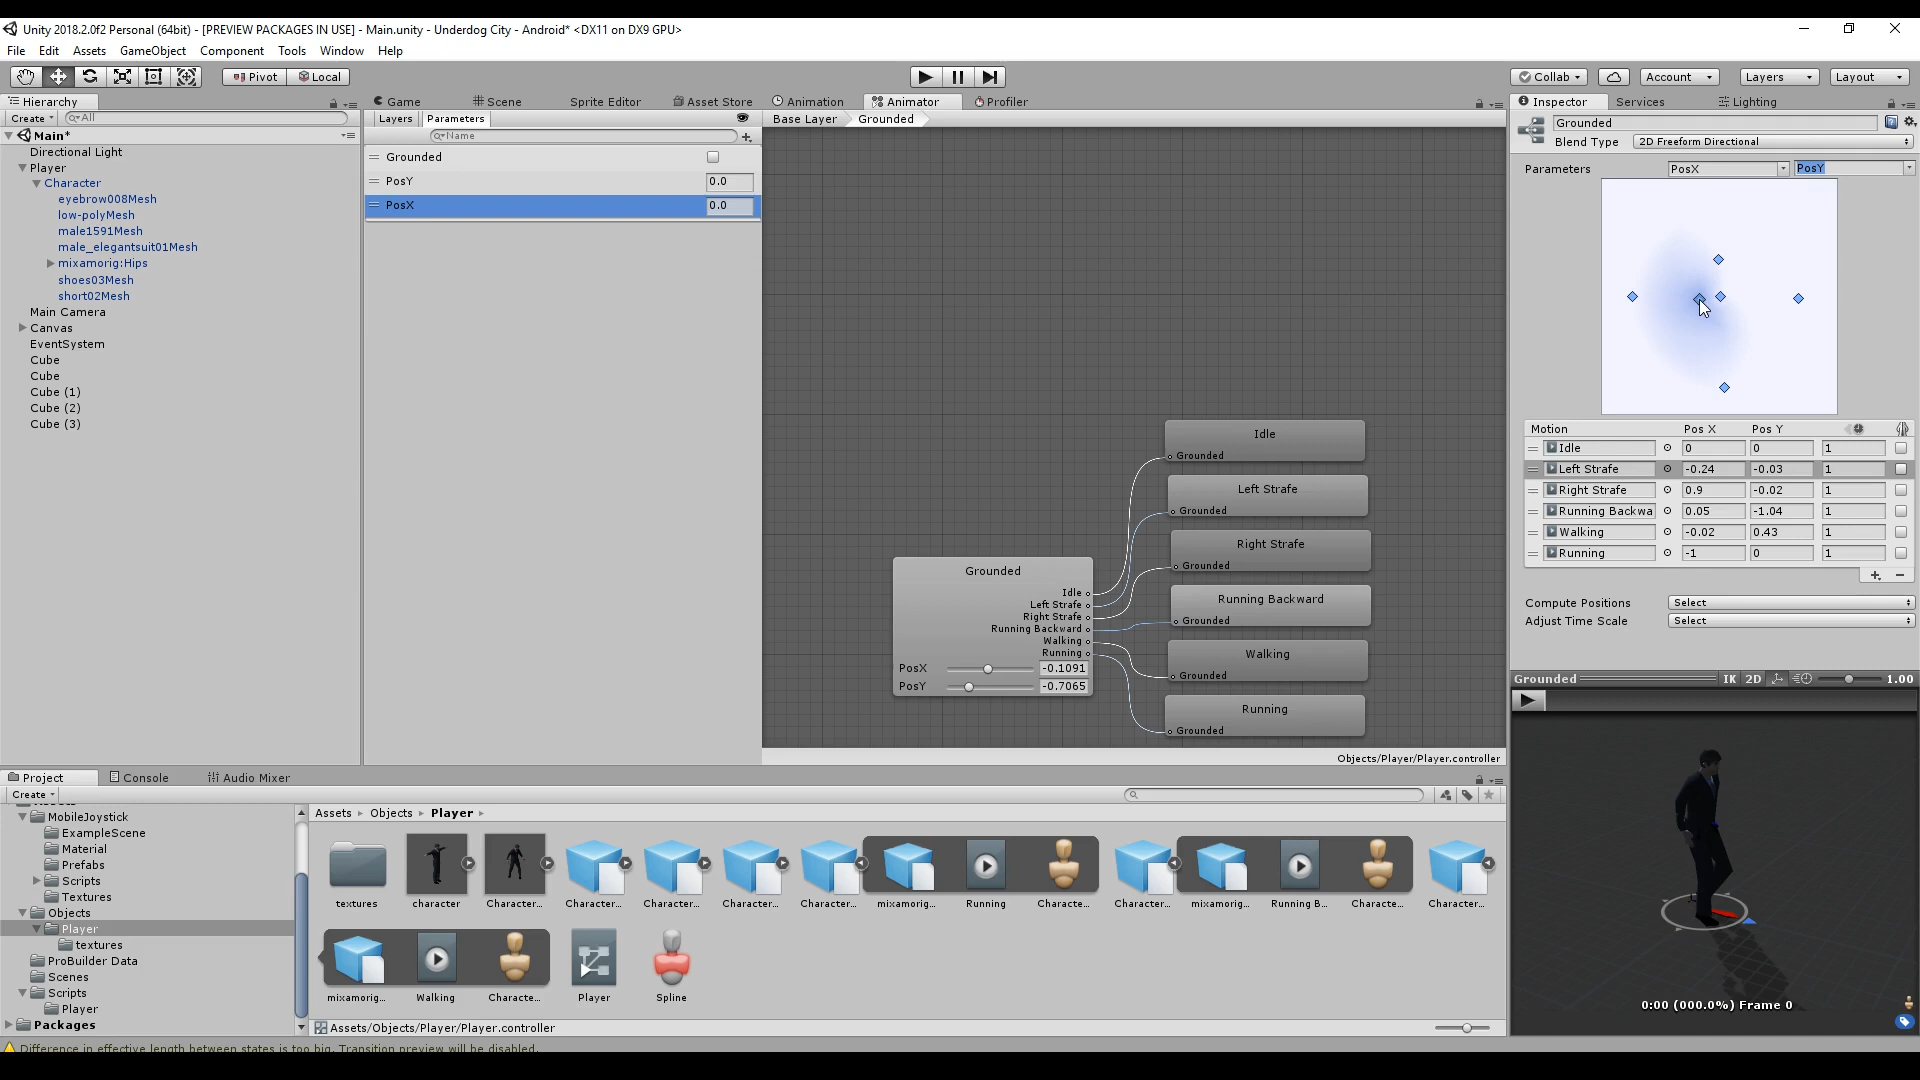 Unity 2018.2.0f2 Personal (64bit) - [PREVIEW PACKAGES IN USE] - Main.unity - Underdog City - Android* <DX11 on DX9 GPU>
File Edit Assets GameObject Component Tools Window Help
Pivot Local Collab Account Layers Layout
Hierarchy
Create All
Main*
Directional Light
Player
Character
eyebrow008Mesh
low-polyMesh
male1591Mesh
male_elegantsuit01Mesh
mixamorig:Hips
shoes03Mesh
short02Mesh
Main Camera
Canvas
EventSystem
Cube
Cube
Cube (1)
Cube (2)
Cube (3)
Game Scene Sprite Editor Asset Store Animation Animator Profiler
Layers Parameters
Name
Grounded
PosY 0.0
PosX 0.0
Base Layer Grounded
Idle
Grounded
Left Strafe
Grounded
Right Strafe
Grounded
Running Backward
Grounded
Walking
Grounded
Running
Grounded
Grounded
Idle
Left Strafe
Right Strafe
Running Backward
Walking
Running
PosX -0.1091
PosY -0.7065
Objects/Player/Player.controller
Inspector Services Lighting
Grounded
Blend Type 2D Freeform Directional
Parameters PosX PosY
Motion Pos X Pos Y
Idle 0 0 1
Left Strafe -0.24 -0.03 1
Right Strafe 0.9 -0.02 1
Running Backwa 0.05 -1.04 1
Walking -0.02 0.43 1
Running -1 0 1
Compute Positions Select
Adjust Time Scale Select
Grounded IK 2D 1.00
0:00 (000.0%) Frame 0
Project Console Audio Mixer
Create
MobileJoystick
ExampleScene
Material
Prefabs
Scripts
Textures
Objects
Player
textures
ProBuilder Data
Scenes
Scripts
Player
Packages
Assets Objects Player
textures character Character... Character... Character... Character... Character... mixamorig... Running Characte... Character... mixamorig... Running B... Characte... Character...
mixamorig... Walking Characte... Player Spline
Assets/Objects/Player/Player.controller
Difference in effective length between states is too big. Transition preview will be disabled.